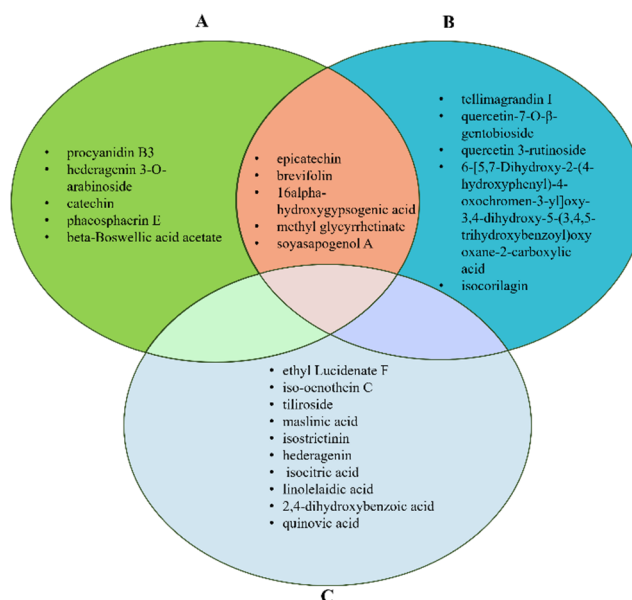 A
B
• procyanidin B3
• hederagenin 3-O-
arabinoside
• catechin
• phaeosphaerin E
• beta-Boswellic acid acetate
• epicatechin
• brevifolin
• 16alpha-
hydroxygypsogenic acid
• methyl glycyrrhetinate
• soyasapogenol A
• tellimagrandin I
• quercetin-7-O-β-
gentobioside
• quercetin 3-rutinoside
• 6-[5,7-Dihydroxy-2-(4-
hydroxyphenyl)-4-
oxochromen-3-yl]oxy-
3,4-dihydroxy-5-(3,4,5-
trihydroxybenzoyl)oxy
oxane-2-carboxylic
acid
• isocorilagin
• ethyl Lucidenate F
• iso-oenothein C
• tiliroside
• maslinic acid
• isostrictinin
• hederagenin
• isocitric acid
• linolelaidic acid
• 2,4-dihydroxybenzoic acid
• quinovic acid
C